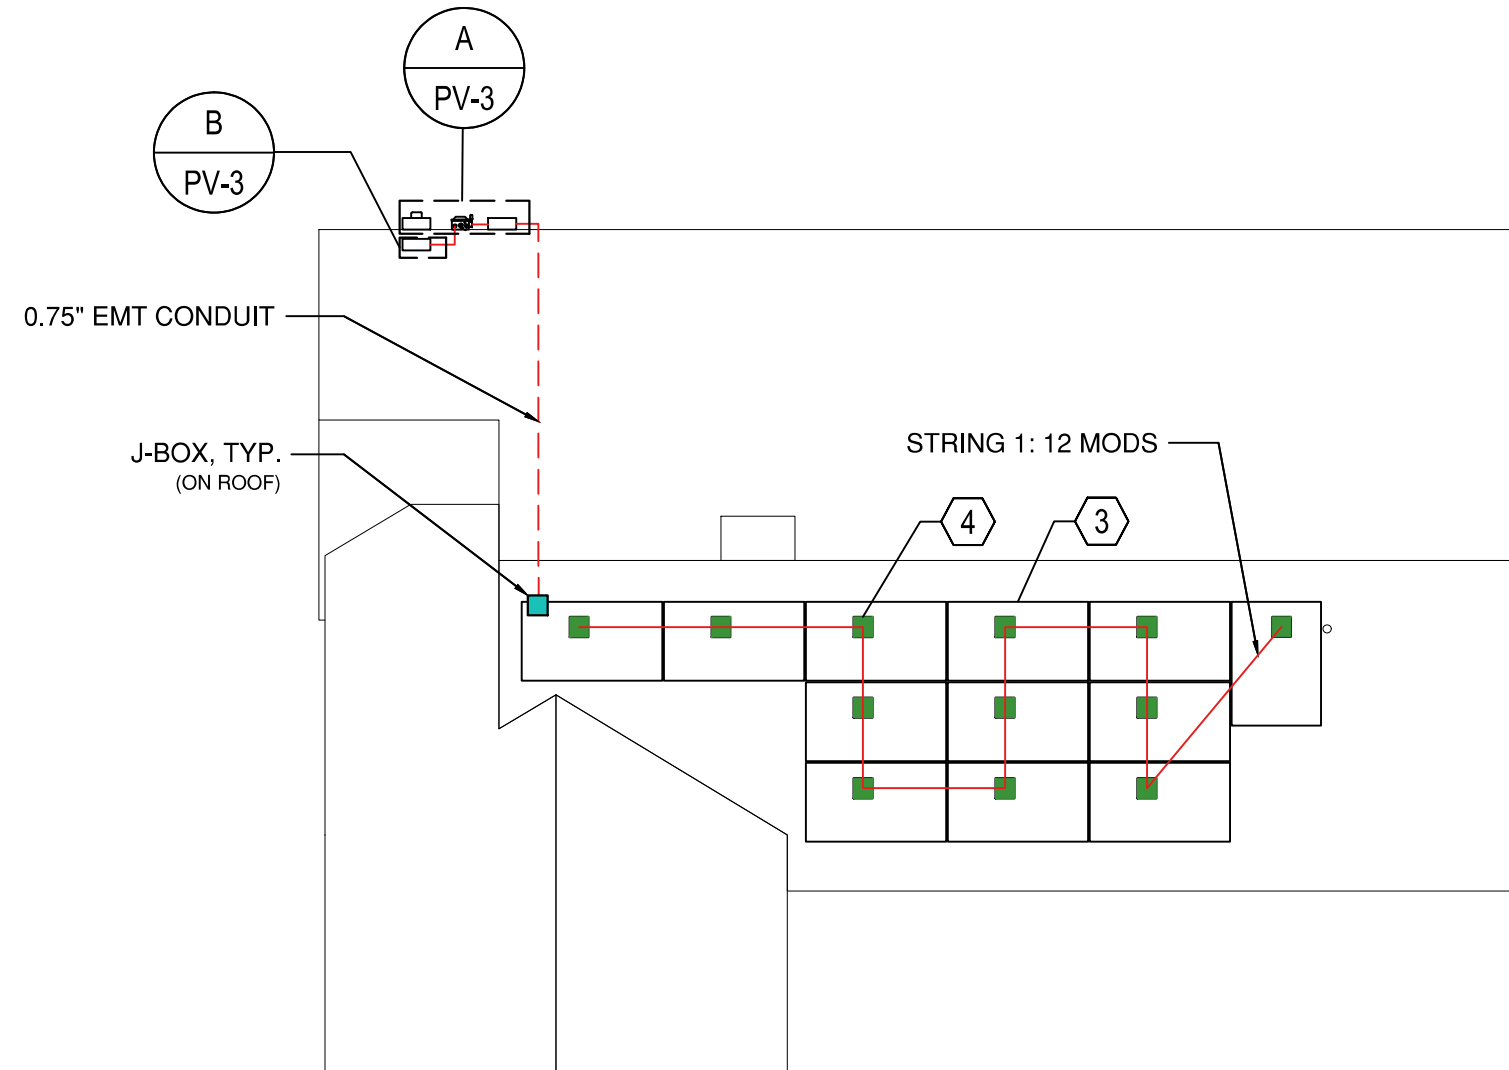 A
PV-3
B
PV-3
0.75" EMT CONDUIT
J-BOX, TYP.
(ON ROOF)
STRING 1: 12 MODS
4
3